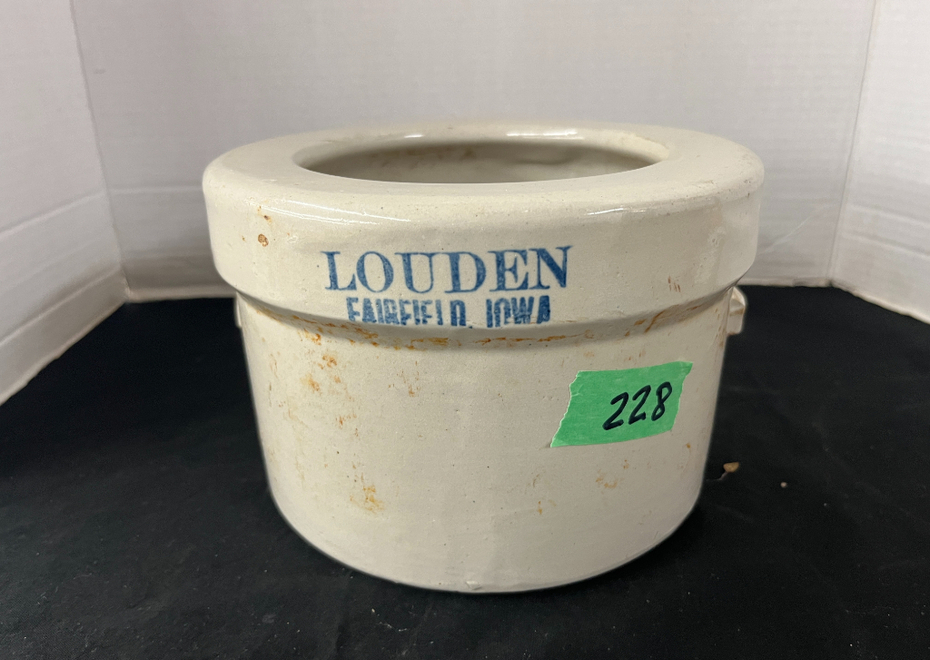 LOUDEN
FAIRFIELD, IOWA
228